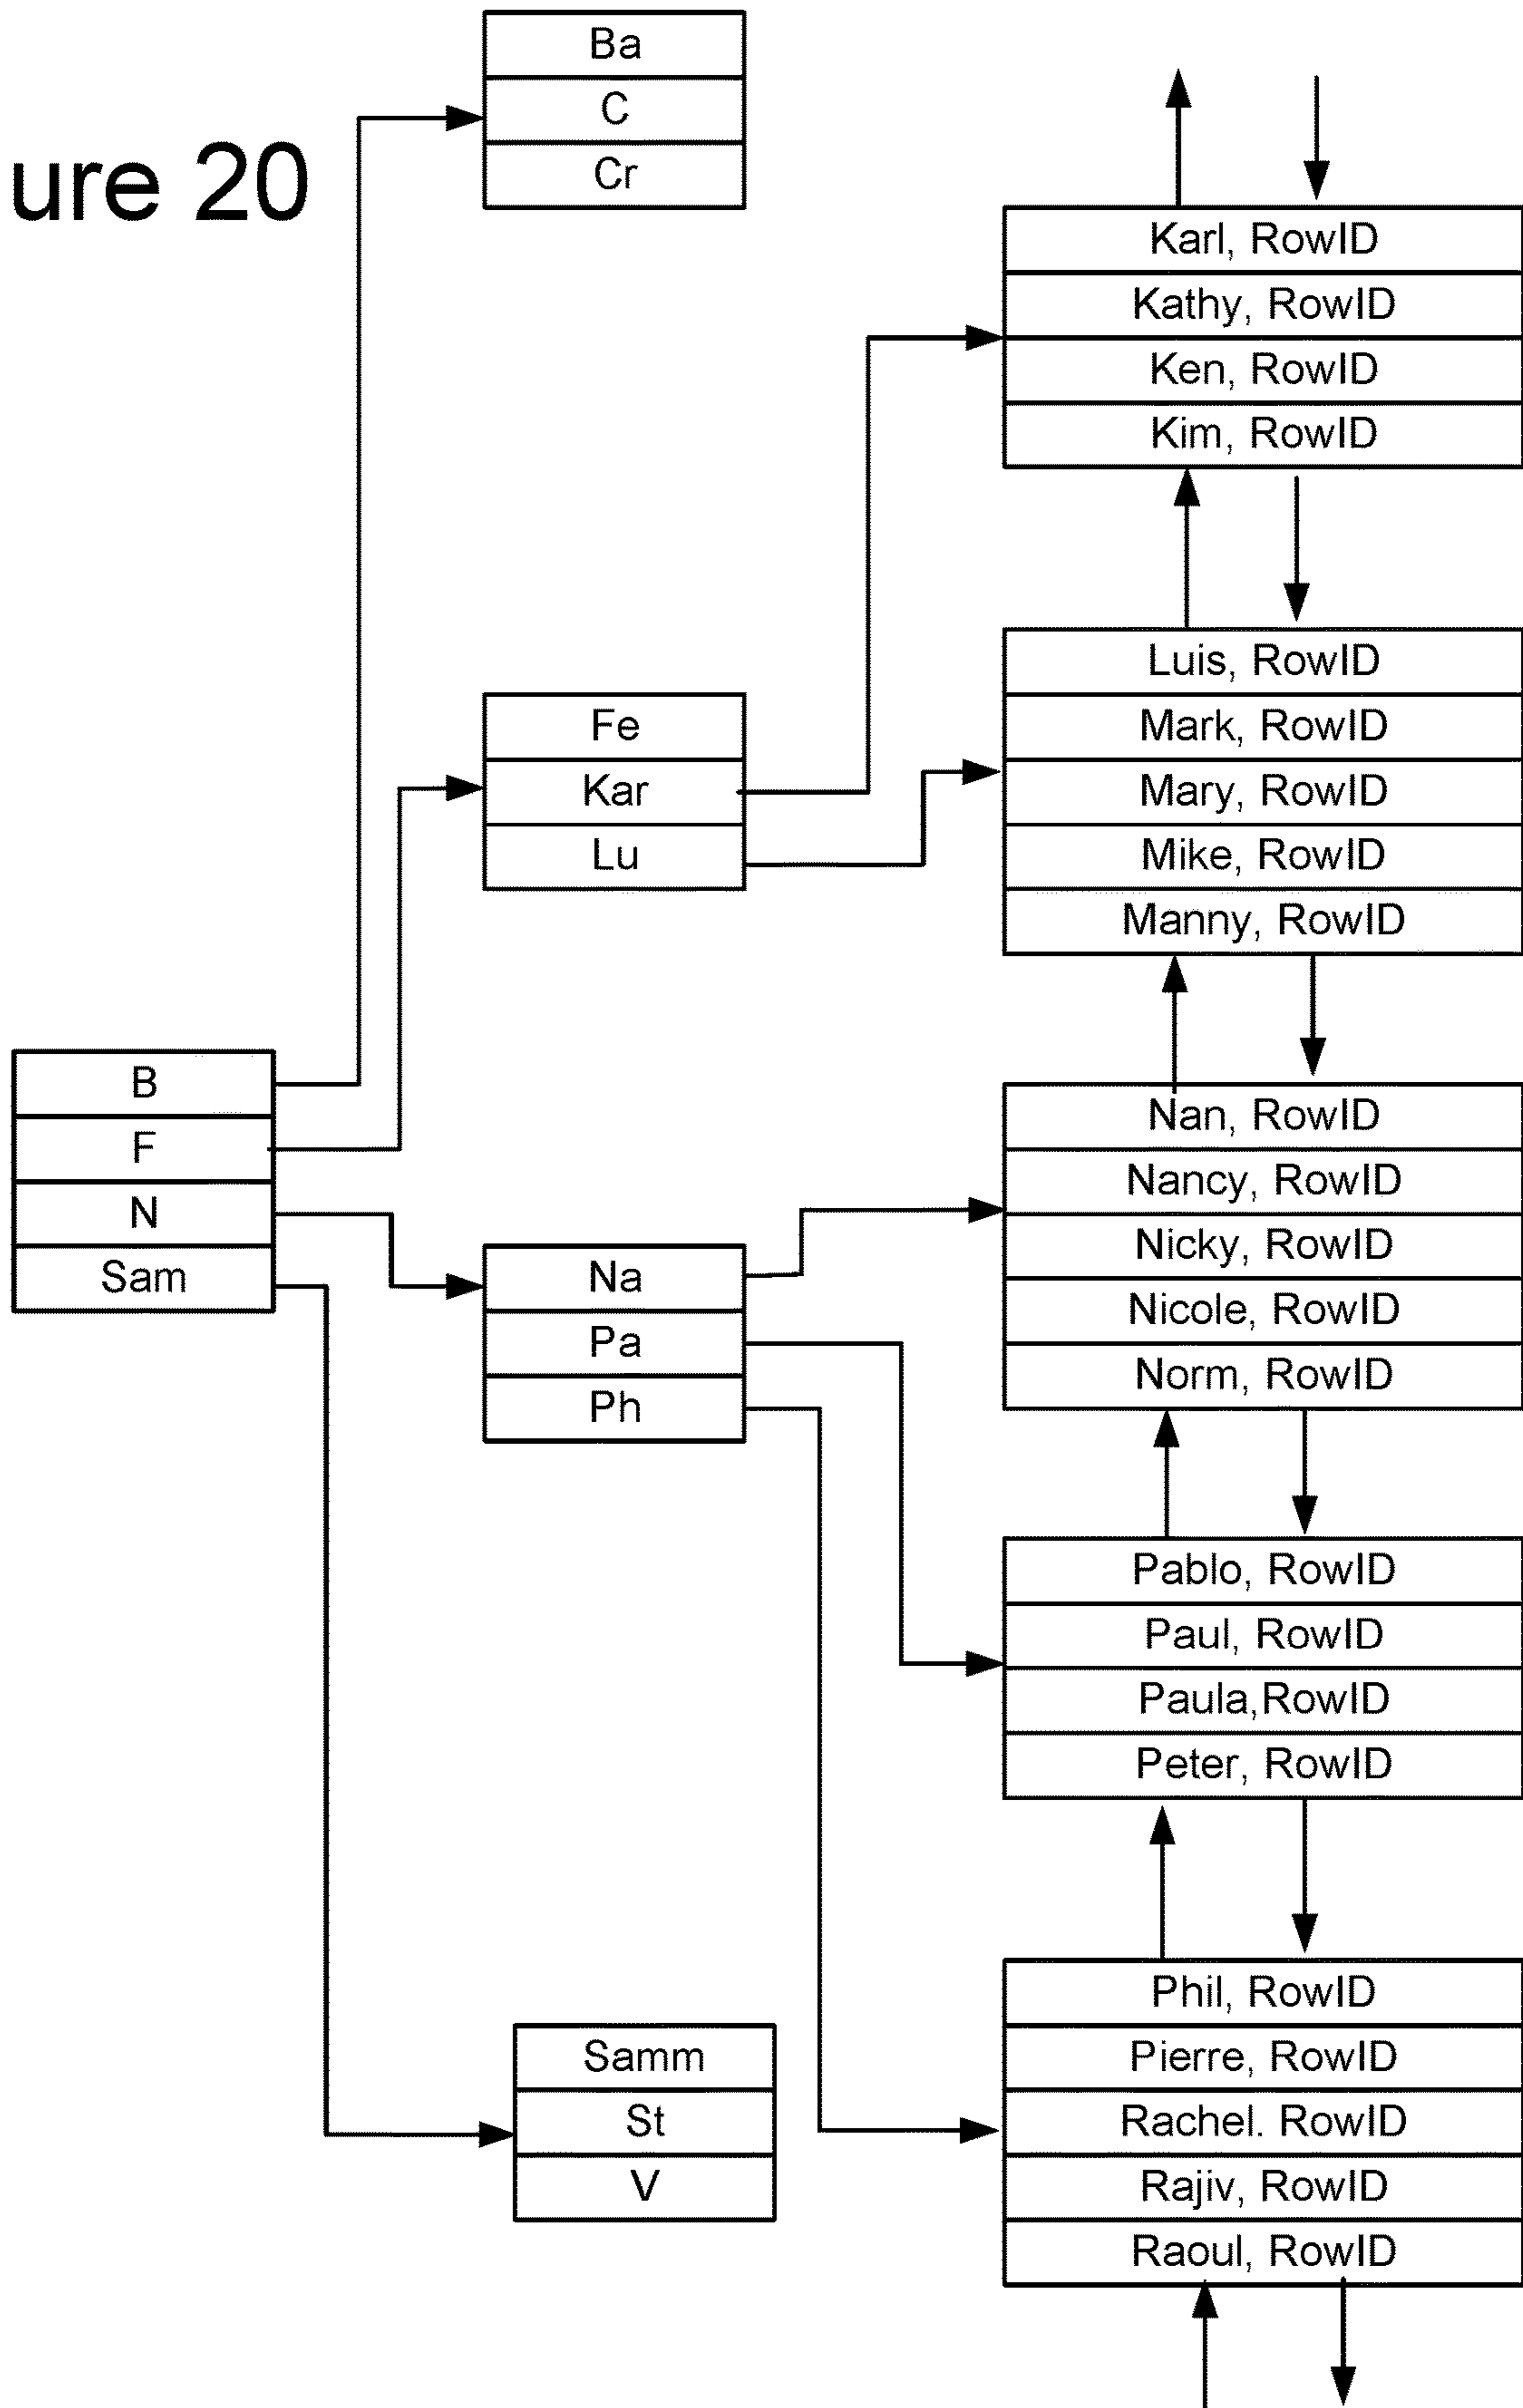 ure 20
Ba
C
Cr
Karl, RowID
Kathy, RowID
Ken, RowID
Kim, RowID
Fe
Kar
Lu
Luis, RowID
Mark, RowID
Mary, RowID
Mike, RowID
Manny, RowID
B
F
N
Sam
Na
Pa
Ph
Nan, RowID
Nancy, RowID
Nicky, RowID
Nicole, RowID
Norm, RowID
Pablo, RowID
Paul, RowID
Paula,RowID
Peter, RowID
Samm
St
V
Phil, RowID
Pierre, RowID
Rachel. RowID
Rajiv, RowID
Raoul, RowID